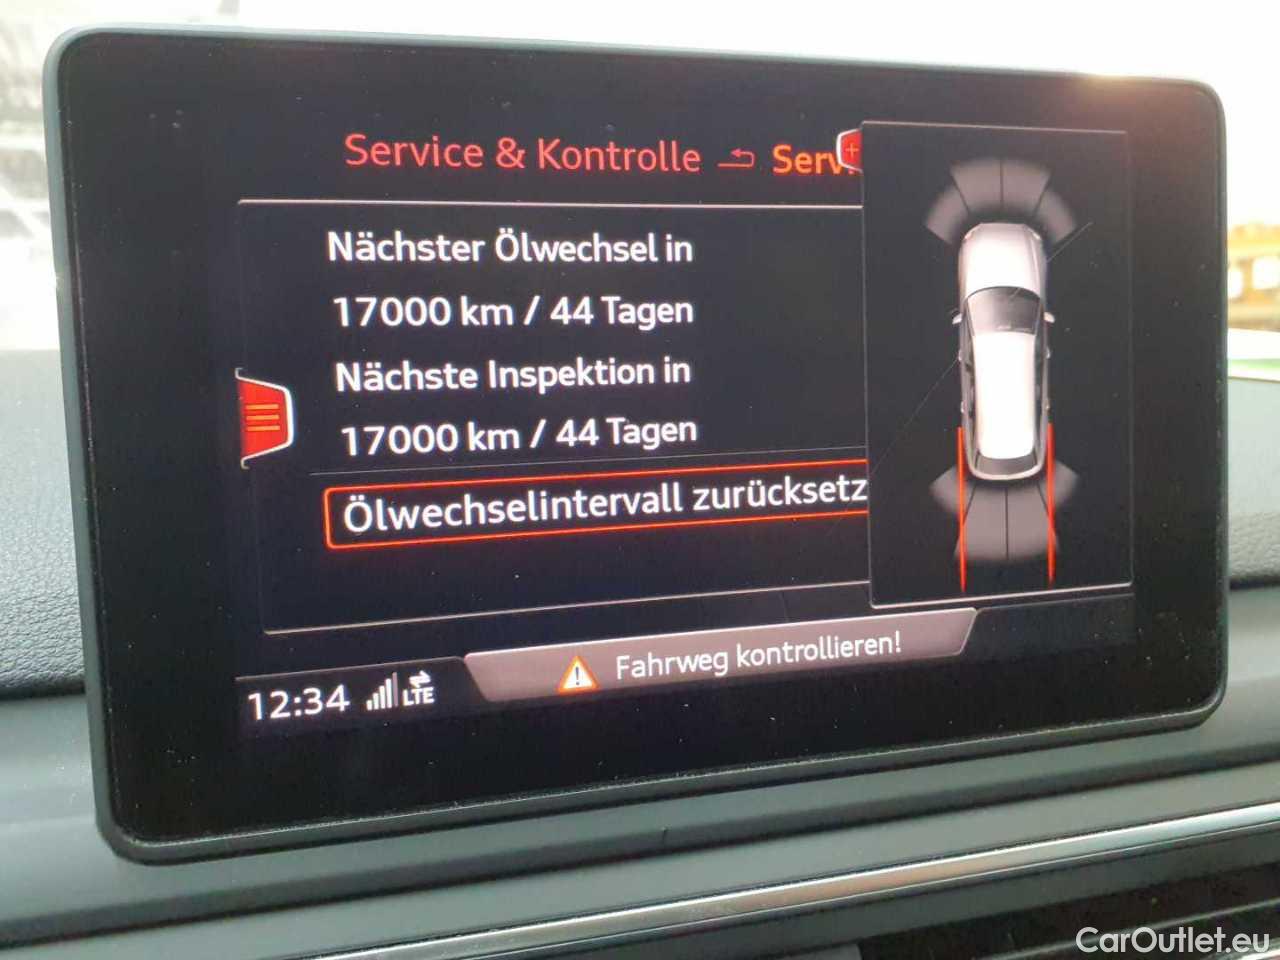 Service & Kontrolle Serv
Nächster Ölwechsel in
17000 km / 44 Tagen
Nächste Inspektion in
17000 km / 44 Tagen
Ölwechselintervall zurücksetz
Fahrweg kontrollieren!
12:34 LTE
CarOutlet.eu